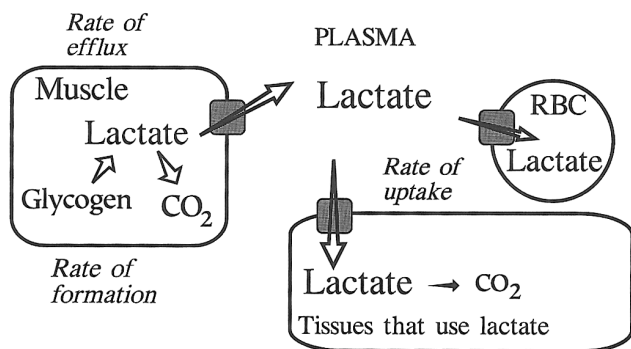 Rate of
efflux
PLASMA
Muscle
Lactate
Glycogen
CO2
Rate of
formation
Lactate
RBC
Lactate
Rate of
uptake
Lactate → CO2
Tissues that use lactate